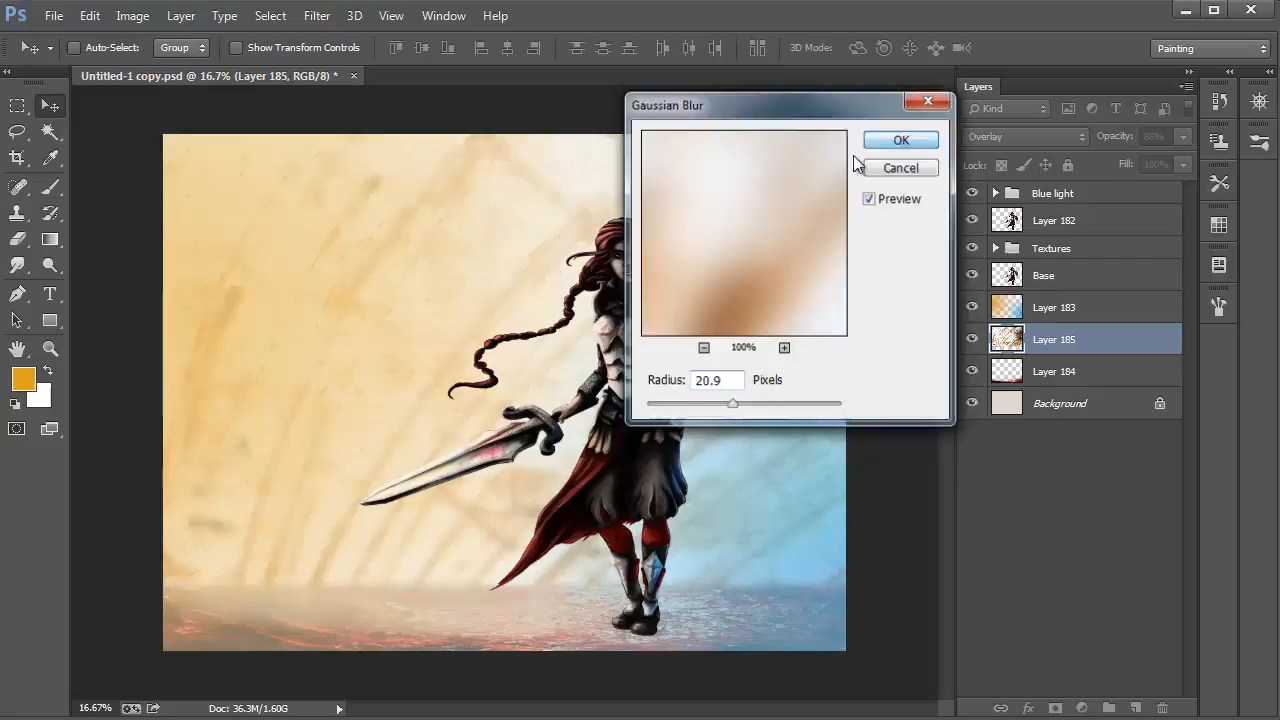 Ps File Edit Image Layer Type Select Filter 3D View Window Help
Auto-Select: Group Show Transform Controls 3D Mode: Painting
Untitled-1 copy.psd @ 16.7% (Layer 185, RGB/8) *
Gaussian Blur
OK
Cancel
Preview
100%
Radius: 20.9 Pixels
Layers
Kind
Overlay Opacity: 86%
Lock: Fill: 100%
Blue light
Layer 182
Textures
Base
Layer 183
Layer 185
Layer 184
Background
16.67% Doc: 36.3M/1.60G